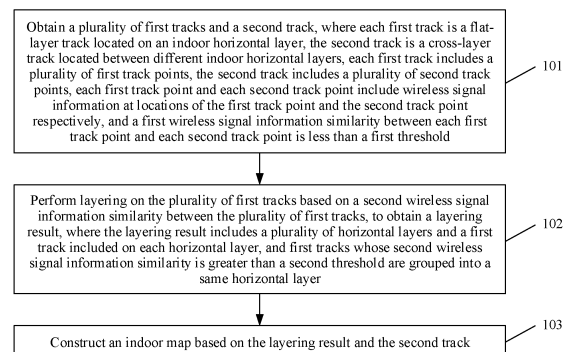 Obtain a plurality of first tracks and a second track, where each first track is a flat-
layer track located on an indoor horizontal layer, the second track is a cross-layer
track located between different indoor horizontal layers, each first track includes a
plurality of first track points, the second track includes a plurality of second track
points, each first track point and each second track point include wireless signal
information at locations of the first track point and the second track point
respectively, and a first wireless signal information similarity between each first
track point and each second track point is less than a first threshold
101
Perform layering on the plurality of first tracks based on a second wireless signal
information similarity between the plurality of first tracks, to obtain a layering
result, where the layering result includes a plurality of horizontal layers and a first
track included on each horizontal layer, and first tracks whose second wireless
signal information similarity is greater than a second threshold are grouped into a
same horizontal layer
102
103
Construct an indoor map based on the layering result and the second track